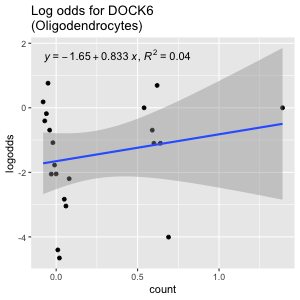 Log odds for DOCK6
(Oligodendrocytes)
y = − 1.65 + 0.833 x, R² = 0.04
2
0
-2
-4
logodds
0.0 0.5 1.0
count